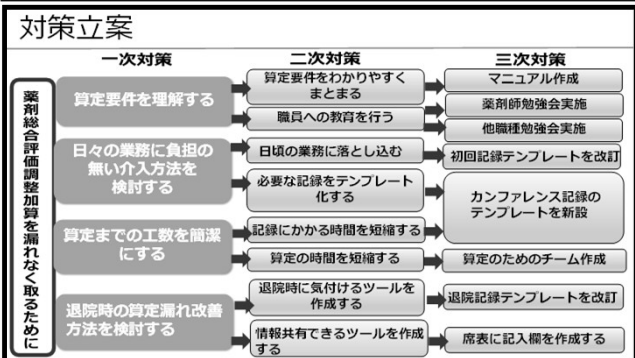 対策立案
一次対策
二次対策
三次対策
薬剤総合評価調整加算を漏れなく取るために
算定要件を理解する
算定要件をわかりやすく
まとまる
マニュアル作成
職員への教育を行う
薬剤師勉強会実施
他職種勉強会実施
日々の業務に負担の
無い介入方法を
検討する
日頃の業務に落とし込む
初回記録テンプレートを改訂
必要な記録をテンプレート
化する
カンファレンス記録の
テンプレートを新設
算定までの工数を簡潔
にする
記録にかかる時間を短縮する
算定の時間を短縮する
算定のためのチーム作成
退院時の算定漏れ改善
方法を検討する
退院時に気付けるツールを
作成する
退院記録テンプレートを改訂
情報共有できるツールを作成
する
席表に記入欄を作成する